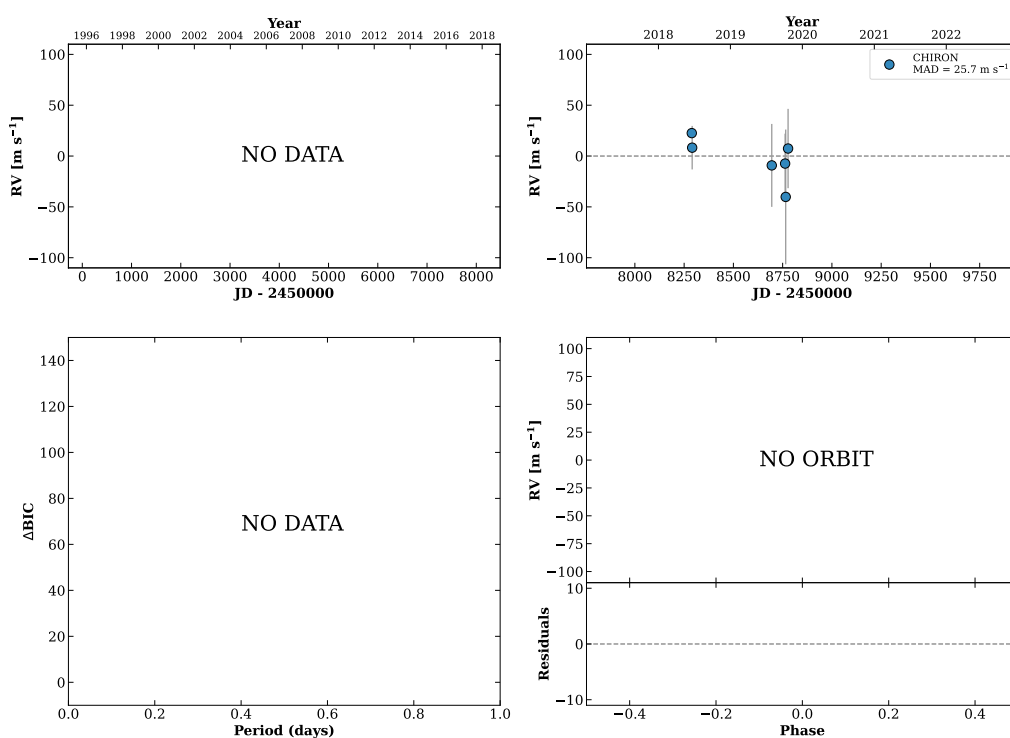 Year
1996 1998 2000 2002 2004 2006 2008 2010 2012 2014 2016 2018
100
50
0
−50
−100
RV [m s⁻¹]
NO DATA
0 1000 2000 3000 4000 5000 6000 7000 8000
JD - 2450000
Year
2018 2019 2020 2021 2022
CHIRON
MAD = 25.7 m s⁻¹
100
50
0
−50
−100
RV [m s⁻¹]
8000 8250 8500 8750 9000 9250 9500 9750
JD - 2450000
140
120
100
80
60
40
20
0
ΔBIC
NO DATA
0.0 0.2 0.4 0.6 0.8 1.0
Period (days)
100
75
50
25
0
−25
−50
−75
−100
RV [m s⁻¹]
NO ORBIT
10
0
−10
Residuals
−0.4 −0.2 0.0 0.2 0.4
Phase